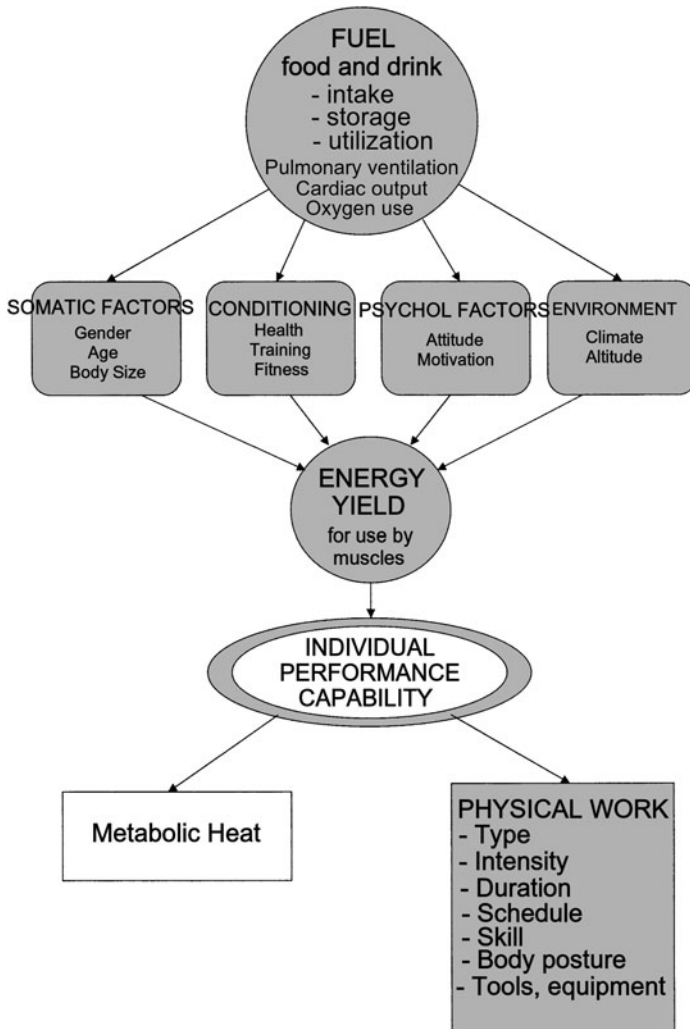 FUEL
food and drink
- intake
- storage
- utilization
Pulmonary ventilation
Cardiac output
Oxygen use
SOMATIC FACTORS
Gender
Age
Body Size
CONDITIONING
Health
Training
Fitness
PSYCHOL FACTORS
Attitude
Motivation
ENVIRONMENT
Climate
Altitude
ENERGY
YIELD
for use by
muscles
INDIVIDUAL
PERFORMANCE
CAPABILITY
Metabolic Heat
PHYSICAL WORK
- Type
- Intensity
- Duration
- Schedule
- Skill
- Body posture
- Tools, equipment